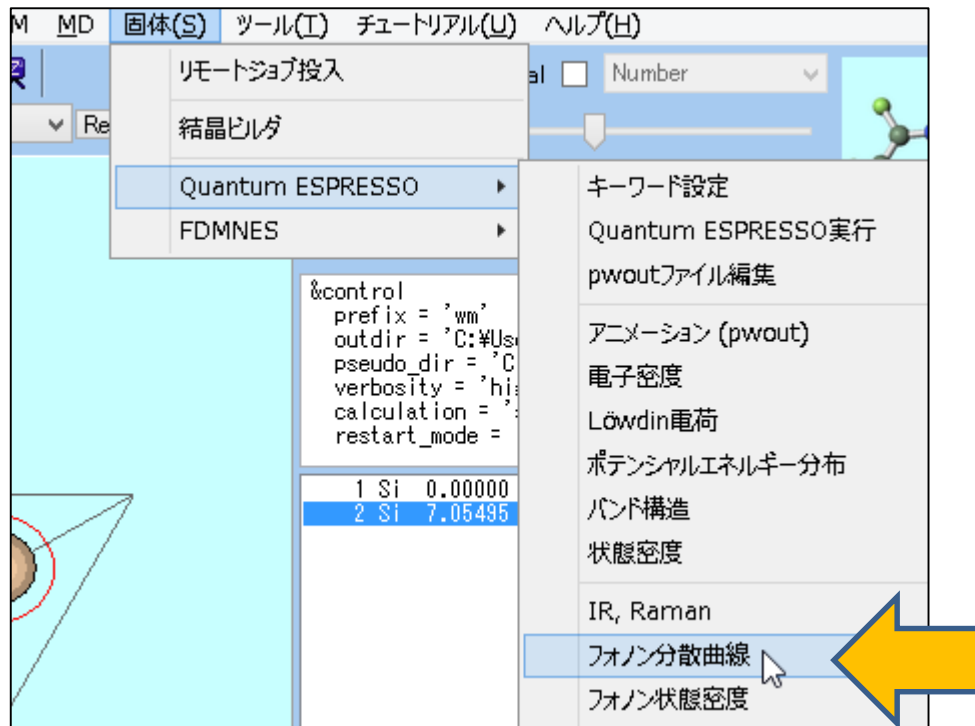 M MD 固体(S) ツール(T) チュートリアル(U) ヘルプ(H)
リモートジョブ投入
al Number
Re
結晶ビルダ
Quantum ESPRESSO
キーワード設定
FDMNES
Quantum ESPRESSO実行
pwoutファイル編集
&control
prefix = 'wm'
outdir = 'C:¥Use
pseudo_dir = 'C
verbosity = 'hi
calculation = '
restart_mode =
アニメーション (pwout)
電子密度
Löwdin電荷
ポテンシャルエネルギー分布
1 Si 0.00000
2 Si 7.05495
バンド構造
状態密度
IR, Raman
フォノン分散曲線
フォノン状態密度